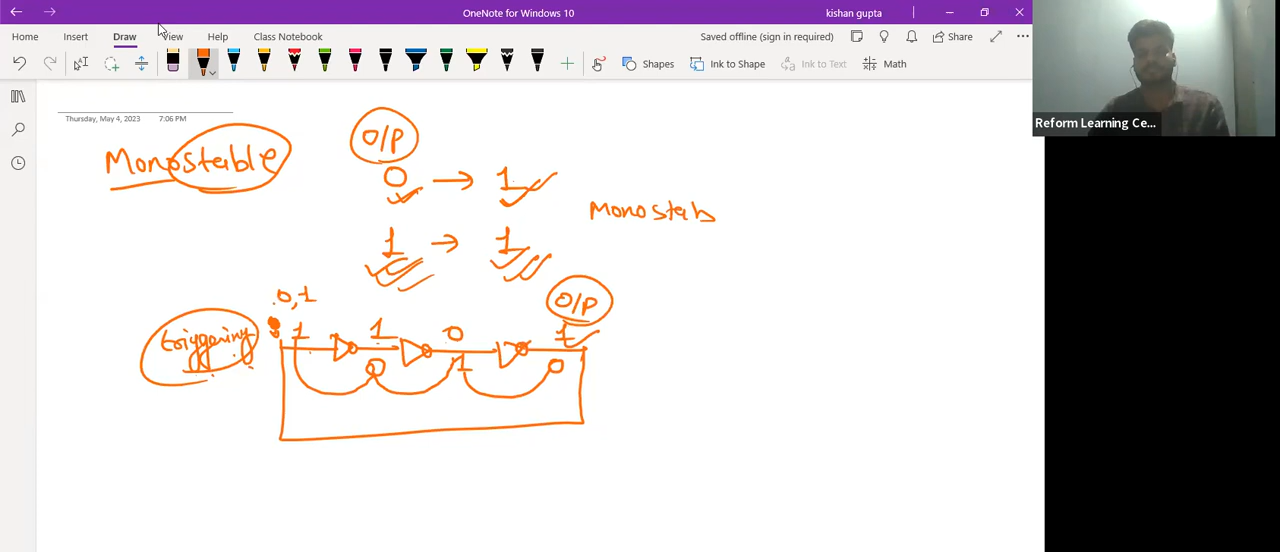 OneNote for Windows 10
kishan gupta
Home Insert Draw View Help Class Notebook
Saved offline (sign in required)
Share
Shapes
Ink to Shape
Ink to Text
Math
Thursday, May 4, 2023 7:06 PM
Reform Learning Ce...
Monostable
O/P
0 → 1
Monostab
1 → 1
0,1
O/P
triggering
1 1 0 1
0 1 0